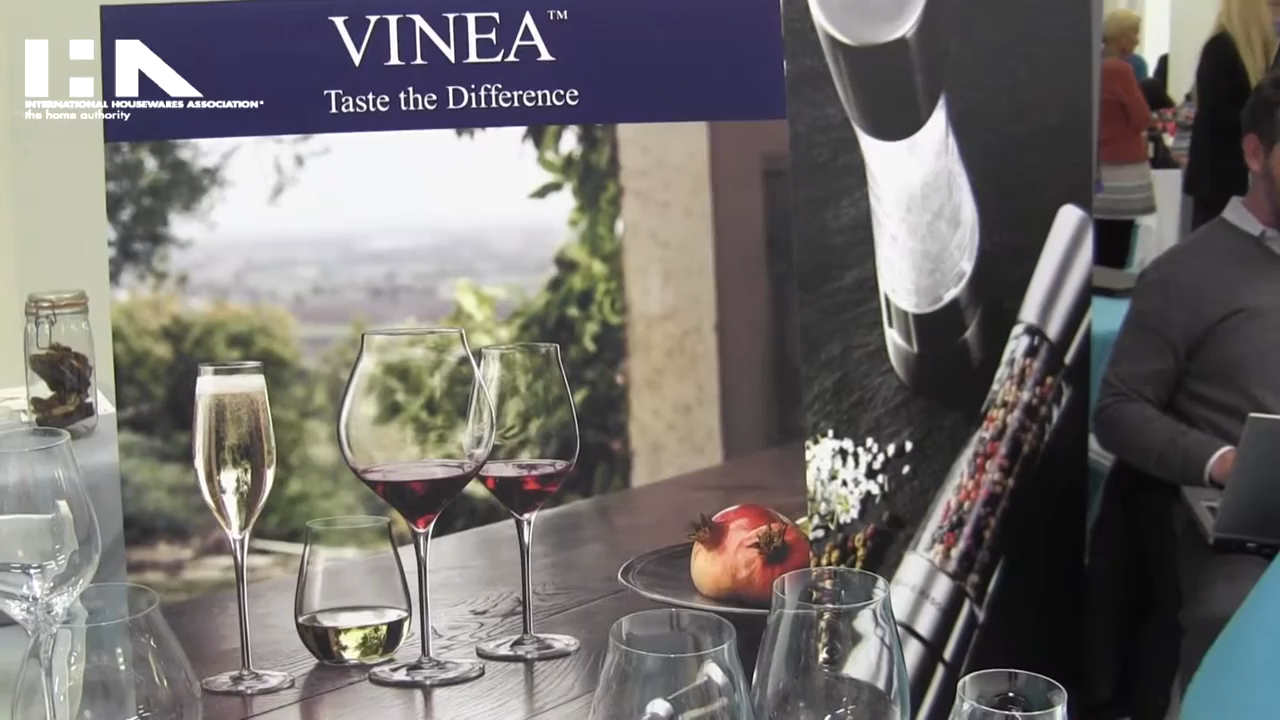 IHA
INTERNATIONAL HOUSEWARES ASSOCIATION®
the home authority
VINEA™
Taste the Difference